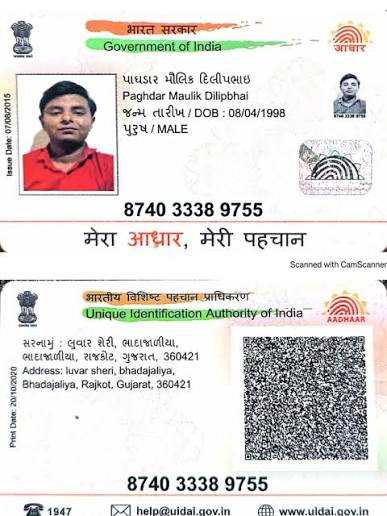 भारत सरकार
Government of India
आधार
Issue Date: 07/08/2015
પાઘડાર મૌલિક દિલીપભાઇ
Paghdar Maulik Dilipbhai
જન્મ તારીખ / DOB : 08/04/1998
પુરુષ / MALE
8740 3338 9755
8740 3338 9755
मेरा आधार, मेरी पहचान
Scanned with CamScanner
भारतीय विशिष्ट पहचान प्राधिकरण
Unique Identification Authority of India
AADHAAR
Print Date: 20/10/2020
સરનામું : લુવાર શેરી, ભાદાજાળીયા,
ભાદાજાળીયા, રાજકોટ, ગુજરાત, 360421
Address: luvar sheri, bhadajaliya,
Bhadajaliya, Rajkot, Gujarat, 360421
8740 3338 9755
1947
help@uidai.gov.in
www.uidai.gov.in